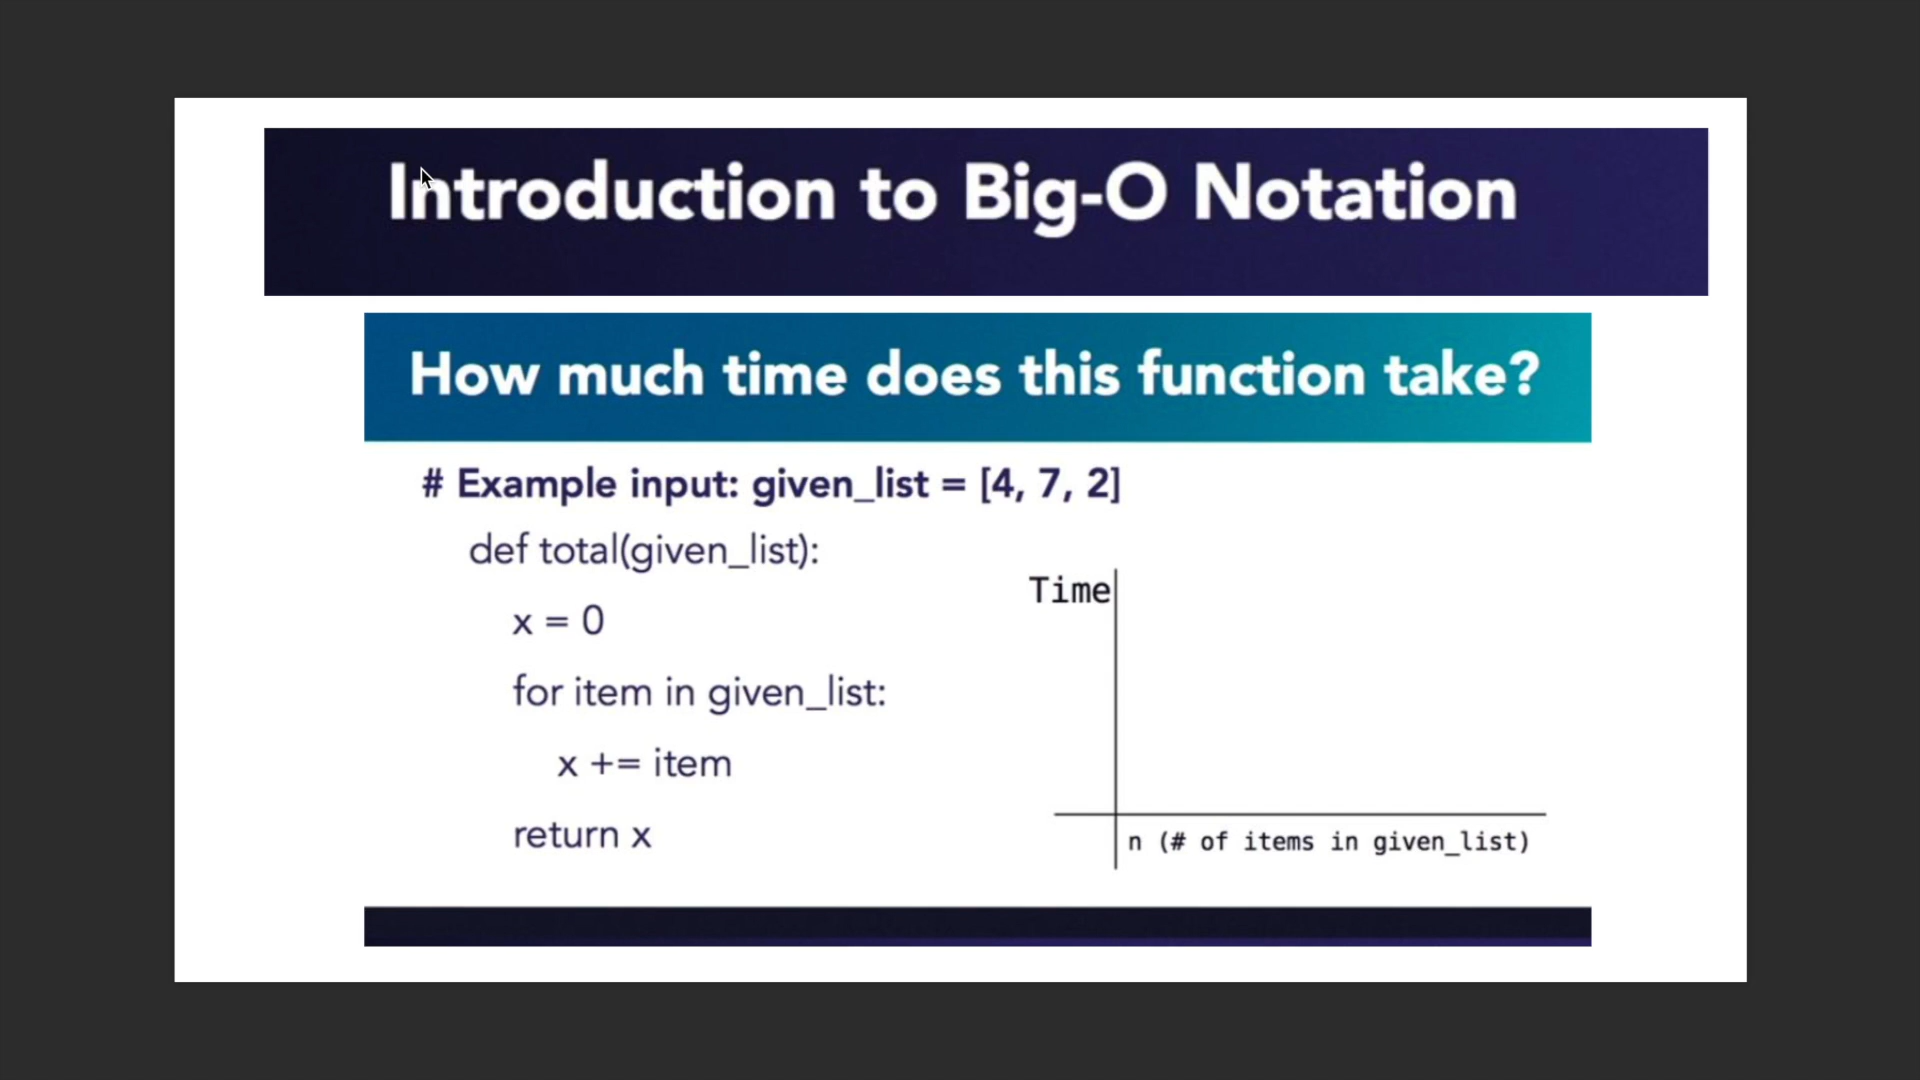 Introduction to Big-O Notation
How much time does this function take?
# Example input: given_list = [4, 7, 2]
def total(given_list):
x = 0
for item in given_list:
x += item
return x
Time
n (# of items in given_list)